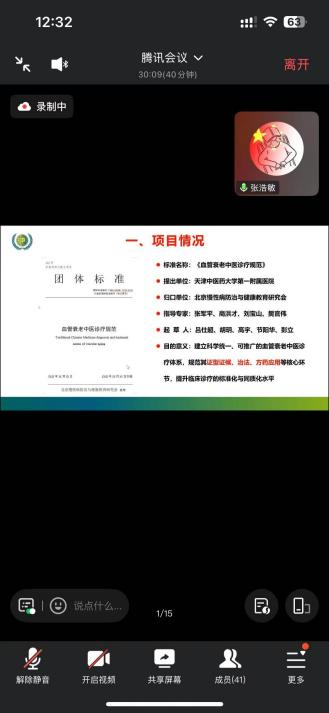 12:32
63
腾讯会议
30:09(40分钟)
离开
录制中
张浩敏
一、项目情况
团体标准
血管衰老中医诊疗规范
标准名称：《血管衰老中医诊疗规范》
提出单位：天津中医药大学第一附属医院
归口单位：北京慢性病防治与健康教育研究会
指导专家：张军平、商洪才、刘宝山、樊官伟
起 草 人：吕仕超、胡明、高宇、节阳华、彭立
目的意义：建立科学统一、可推广的血管衰老中医诊
疗体系，规范其证型证候、治法、方药应用等核心环
节，提升临床诊疗的标准化与同质化水平
说点什么...
1/15
解除静音
开启视频
共享屏幕
成员(41)
更多